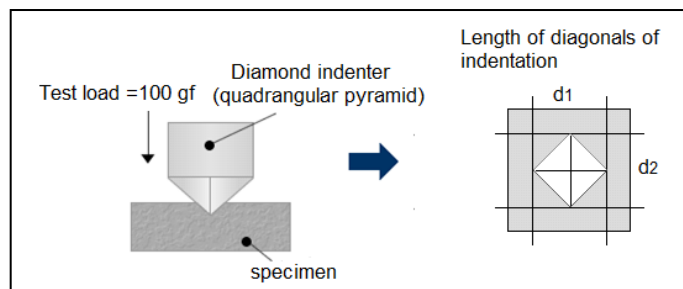 Test load =100 gf
Diamond indenter
(quadrangular pyramid)
specimen
Length of diagonals of
indentation
d1
d2